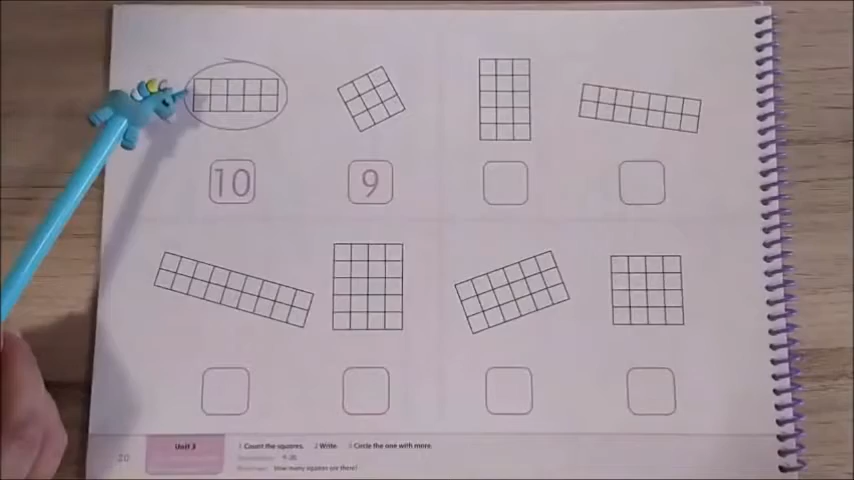 10 9
20 Unit 3 1 Count the squares. 2 Write. 3 Circle the one with more.
How many squares are there?